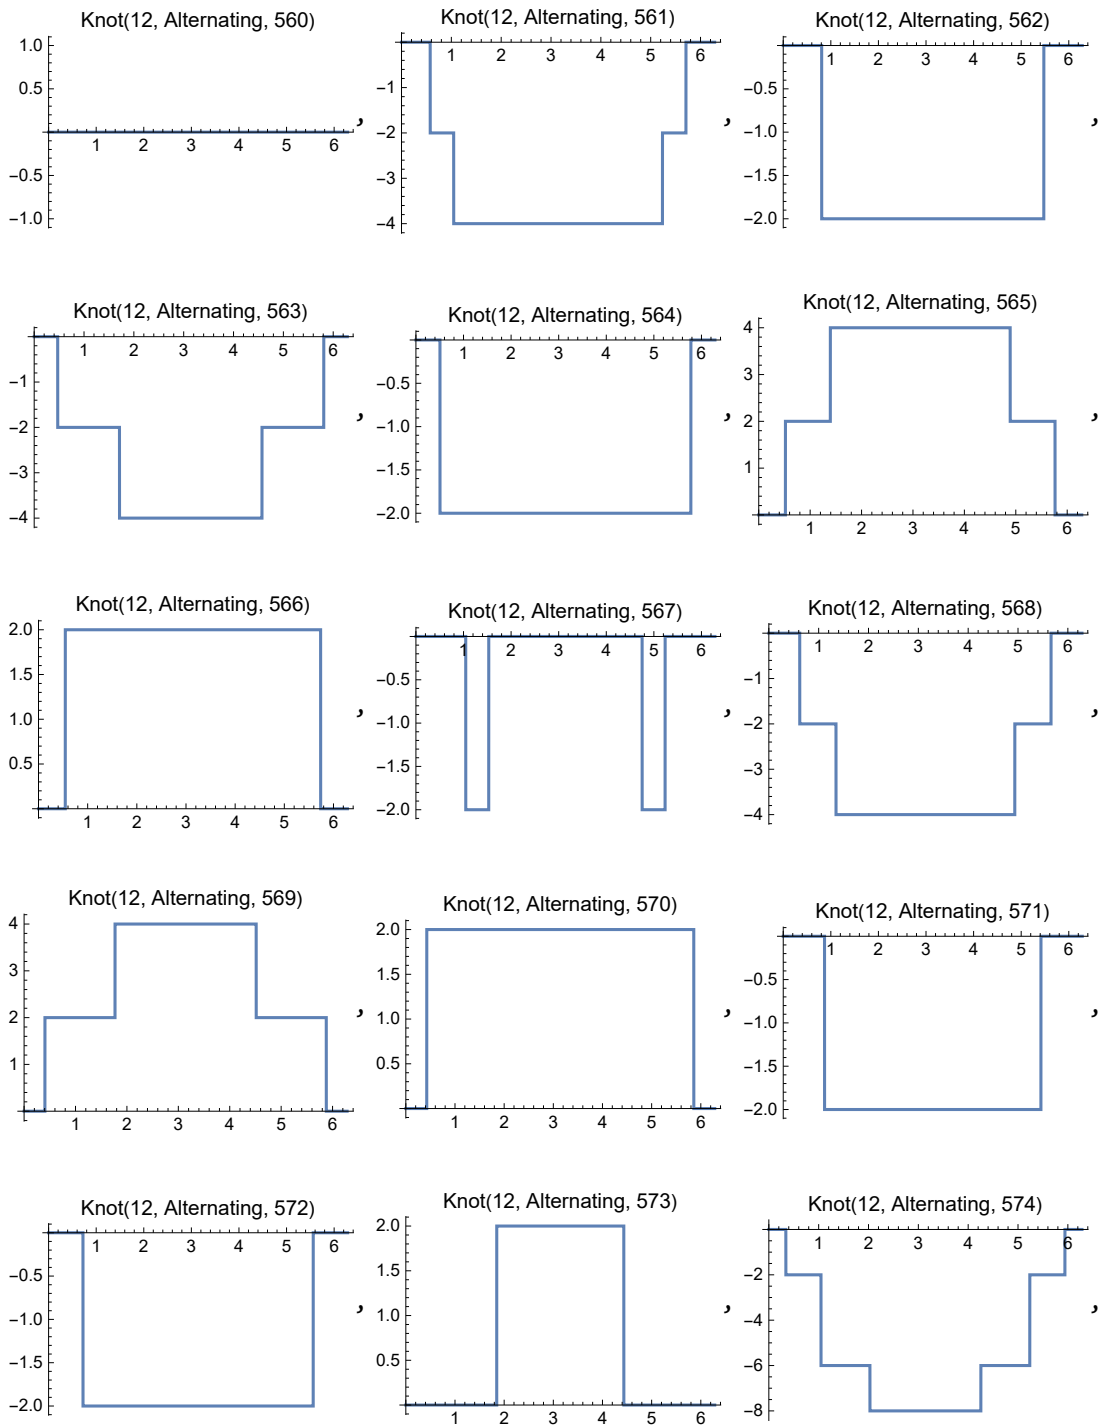 Knot(12, Alternating, 560)
1.0
0.5
1 2 3 4 5 6
−0.5
−1.0
,
Knot(12, Alternating, 561)
1 2 3 4 5 6
−1
−2
−3
−4
,
Knot(12, Alternating, 562)
1 2 3 4 5 6
−0.5
−1.0
−1.5
−2.0
,
Knot(12, Alternating, 563)
1 2 3 4 5 6
−1
−2
−3
−4
,
Knot(12, Alternating, 564)
1 2 3 4 5 6
−0.5
−1.0
−1.5
−2.0
,
Knot(12, Alternating, 565)
4
3
2
1
1 2 3 4 5 6
,
Knot(12, Alternating, 566)
2.0
1.5
1.0
0.5
1 2 3 4 5 6
,
Knot(12, Alternating, 567)
1 2 3 4 5 6
−0.5
−1.0
−1.5
−2.0
,
Knot(12, Alternating, 568)
1 2 3 4 5 6
−1
−2
−3
−4
,
Knot(12, Alternating, 569)
4
3
2
1
1 2 3 4 5 6
,
Knot(12, Alternating, 570)
2.0
1.5
1.0
0.5
1 2 3 4 5 6
,
Knot(12, Alternating, 571)
1 2 3 4 5 6
−0.5
−1.0
−1.5
−2.0
,
Knot(12, Alternating, 572)
1 2 3 4 5 6
−0.5
−1.0
−1.5
−2.0
,
Knot(12, Alternating, 573)
2.0
1.5
1.0
0.5
1 2 3 4 5 6
,
Knot(12, Alternating, 574)
1 2 3 4 5 6
−2
−4
−6
−8
,